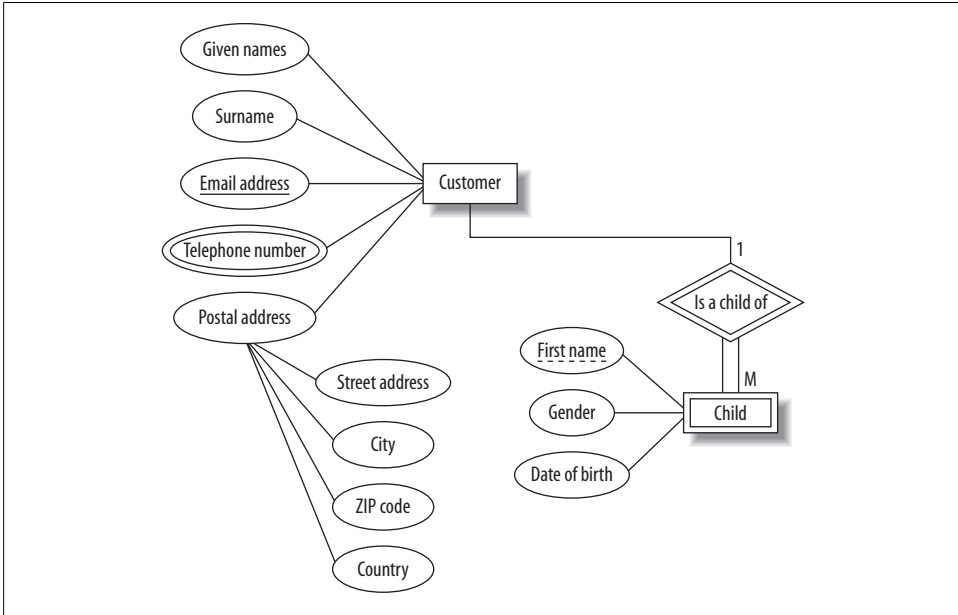 Given names
Surname
Email address
Customer
Telephone number
1
Is a child of
Postal address
First name
Street address
M
Gender
Child
City
Date of birth
ZIP code
Country